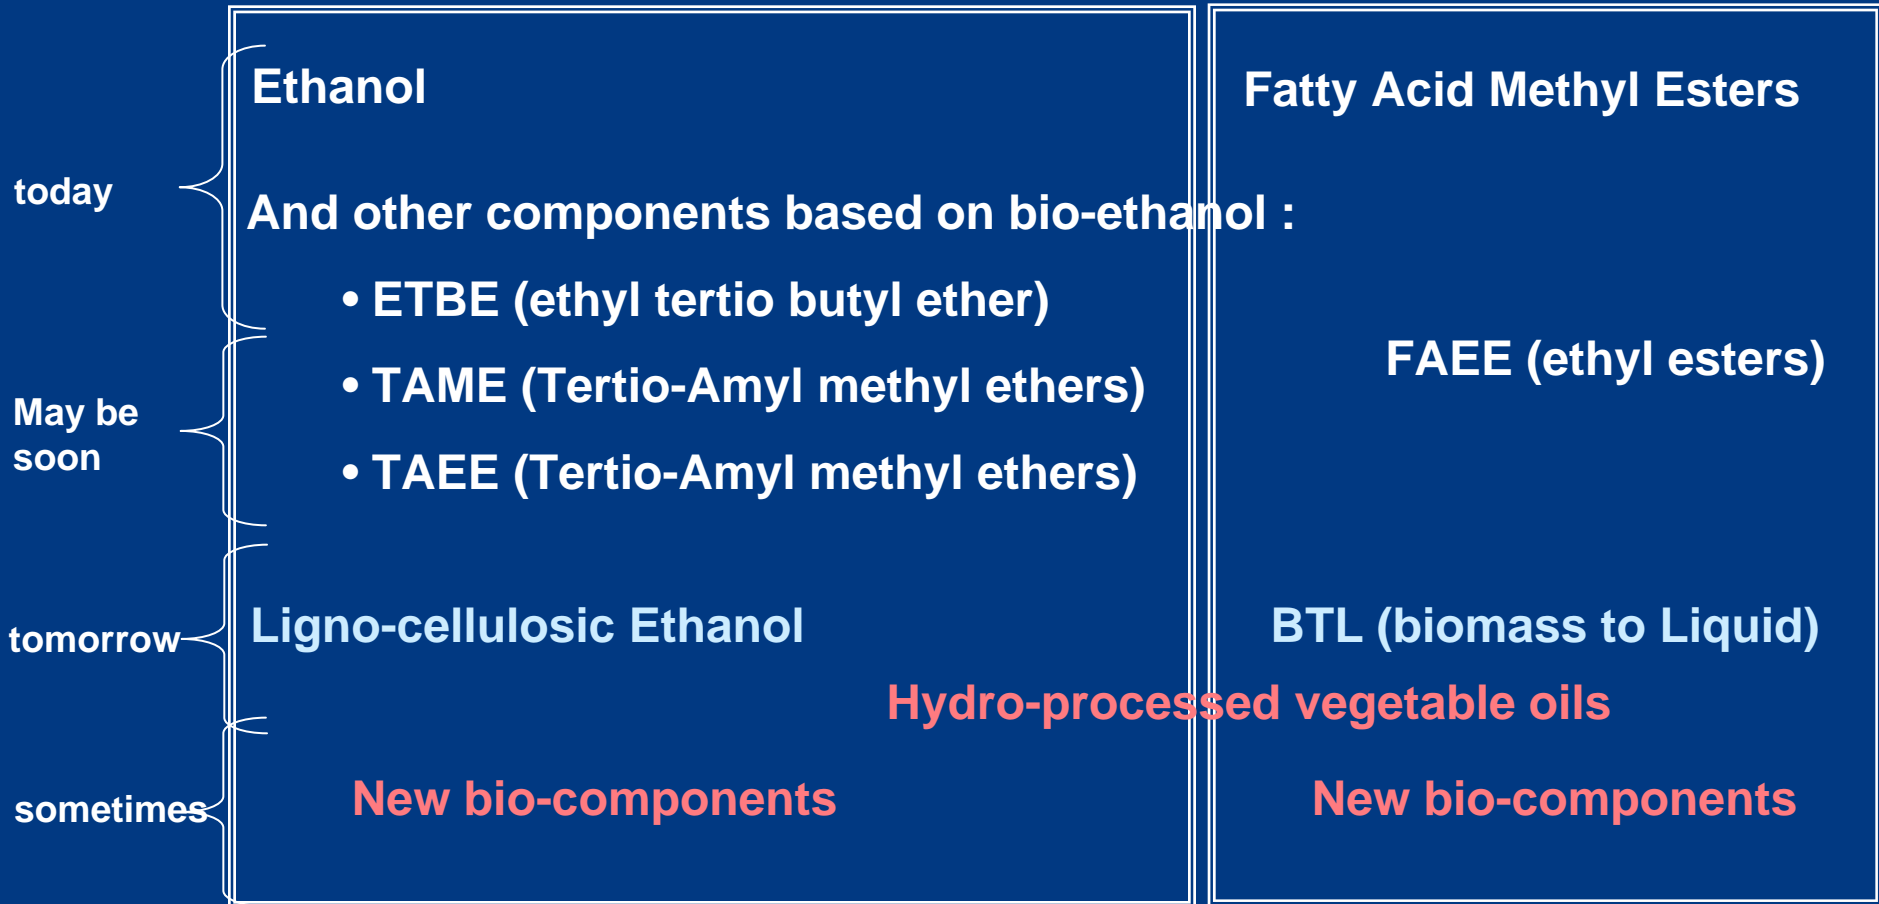 Ethanol
Fatty Acid Methyl Esters
today
And other components based on bio-ethanol :
• ETBE (ethyl tertio butyl ether)
FAEE (ethyl esters)
• TAME (Tertio-Amyl methyl ethers)
May be
soon
• TAEE (Tertio-Amyl methyl ethers)
tomorrow
Ligno-cellulosic Ethanol
BTL (biomass to Liquid)
Hydro-processed vegetable oils
sometimes
New bio-components
New bio-components